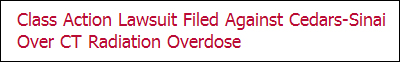 Class Action Lawsuit Filed Against Cedars-Sinai
Over CT Radiation Overdose